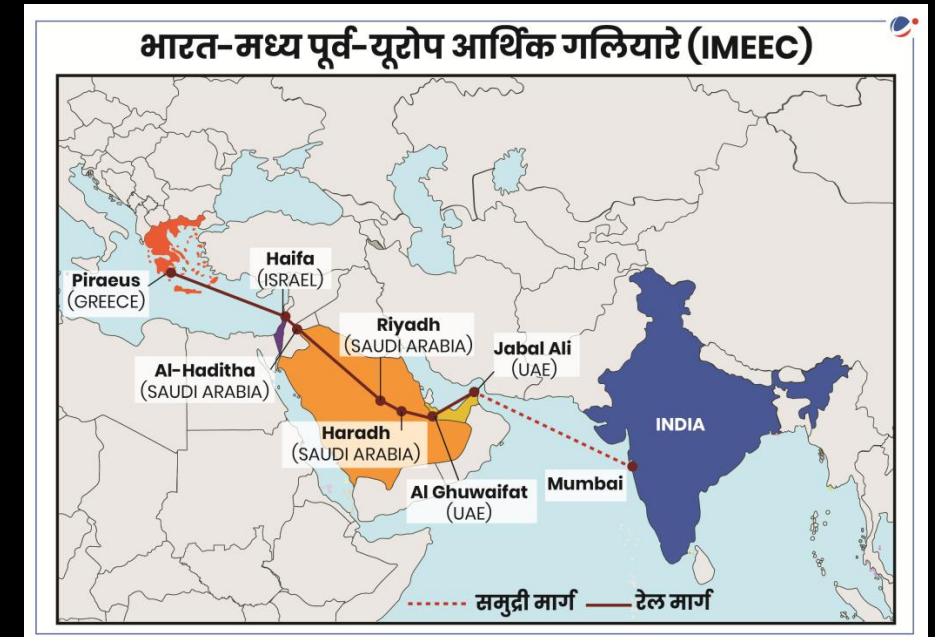 भारत-मध्य पूर्व-यूरोप आर्थिक गलियारे (IMEEC)
Piraeus
(GREECE)
Haifa
(ISRAEL)
Al-Haditha
(SAUDI ARABIA)
Riyadh
(SAUDI ARABIA)
Haradh
(SAUDI ARABIA)
Jabal Ali
(UAE)
Al Ghuwaifat
(UAE)
Mumbai
INDIA
समुद्री मार्ग
रेल मार्ग